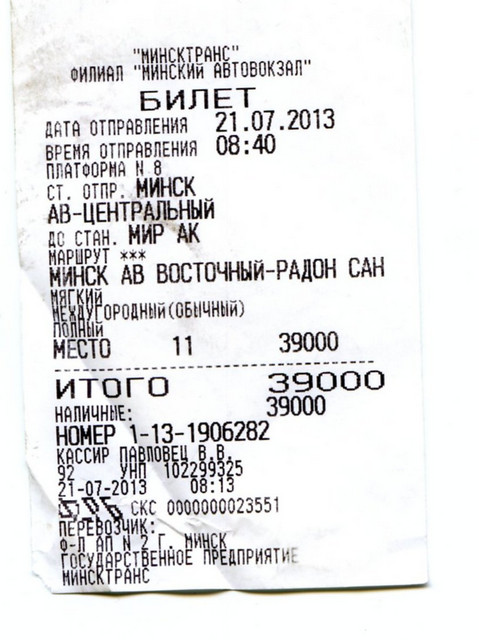 "МИНСКТРАНС"
ФИЛИАЛ "МИНСКИЙ АВТОВОКЗАЛ"
БИЛЕТ
ДАТА ОТПРАВЛЕНИЯ 21.07.2013
ВРЕМЯ ОТПРАВЛЕНИЯ 08:40
ПЛАТФОРМА N 8
СТ. ОТПР. МИНСК
АВ-ЦЕНТРАЛЬНЫЙ
ДО СТАН. МИР АК
МАРШРУТ ***
МИНСК АВ ВОСТОЧНЫЙ-РАДОН САН
МЯГКИЙ
МЕЖДУГОРОДНЫЙ(ОБЫЧНЫЙ)
ПОЛНЫЙ
МЕСТО 11 39000
ИТОГО 39000
НАЛИЧНЫЕ: 39000
НОМЕР 1-13-1906282
КАССИР ПАВЛОВЕЦ В.В.
92 УНП 102299325
21-07-2013 08:13
СКС 0000000023551
ПЕРЕВОЗЧИК:
Ф-Л АП N 2 Г. МИНСК
ГОСУДАРСТВЕННОЕ ПРЕДПРИЯТИЕ
МИНСКТРАНС